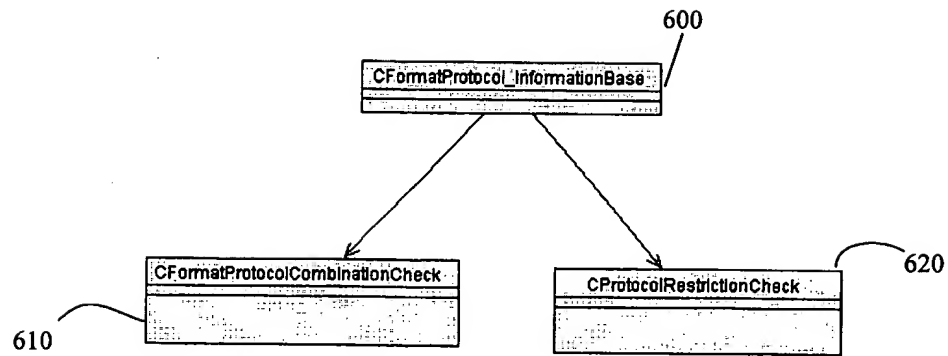 600
CFormatProtocol_InformationBase
CFormatProtocolCombinationCheck
CProtocolRestrictionCheck
620
610